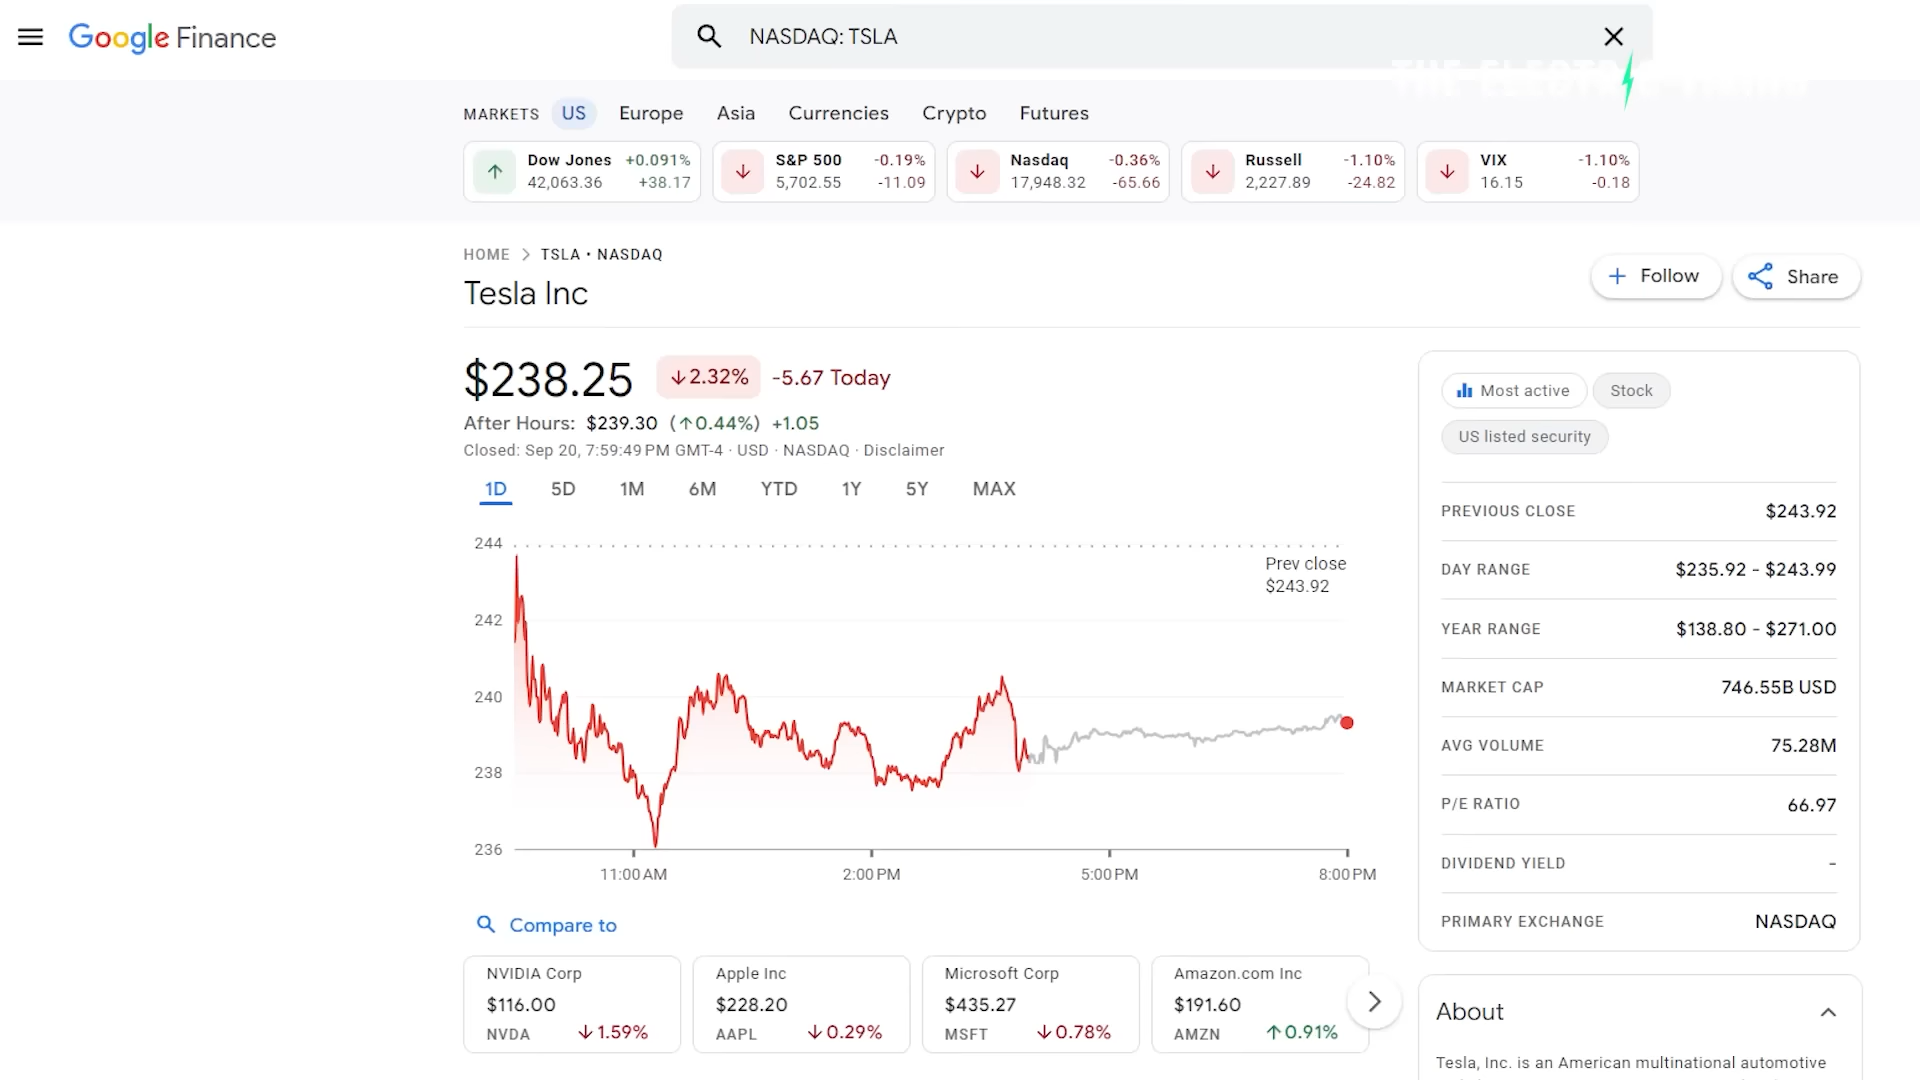 Google Finance
NASDAQ: TSLA
MARKETS US Europe Asia Currencies Crypto Futures
Dow Jones +0.091%
42,063.36 +38.17
S&P 500 -0.19%
5,702.55 -11.09
Nasdaq -0.36%
17,948.32 -65.66
Russell -1.10%
2,227.89 -24.82
VIX -1.10%
16.15 -0.18
HOME > TSLA • NASDAQ
Tesla Inc
+ Follow
Share
$238.25 ↓2.32% -5.67 Today
After Hours: $239.30 (↑0.44%) +1.05
Closed: Sep 20, 7:59:49 PM GMT-4 · USD · NASDAQ · Disclaimer
1D 5D 1M 6M YTD 1Y 5Y MAX
244
242
240
238
236
Prev close
$243.92
11:00 AM 2:00 PM 5:00 PM 8:00 PM
Compare to
NVIDIA Corp
$116.00
NVDA ↓1.59%
Apple Inc
$228.20
AAPL ↓0.29%
Microsoft Corp
$435.27
MSFT ↓0.78%
Amazon.com Inc
$191.60
AMZN ↑0.91%
Most active Stock
US listed security
PREVIOUS CLOSE $243.92
DAY RANGE $235.92 - $243.99
YEAR RANGE $138.80 - $271.00
MARKET CAP 746.55B USD
AVG VOLUME 75.28M
P/E RATIO 66.97
DIVIDEND YIELD -
PRIMARY EXCHANGE NASDAQ
About
Tesla, Inc. is an American multinational automotive